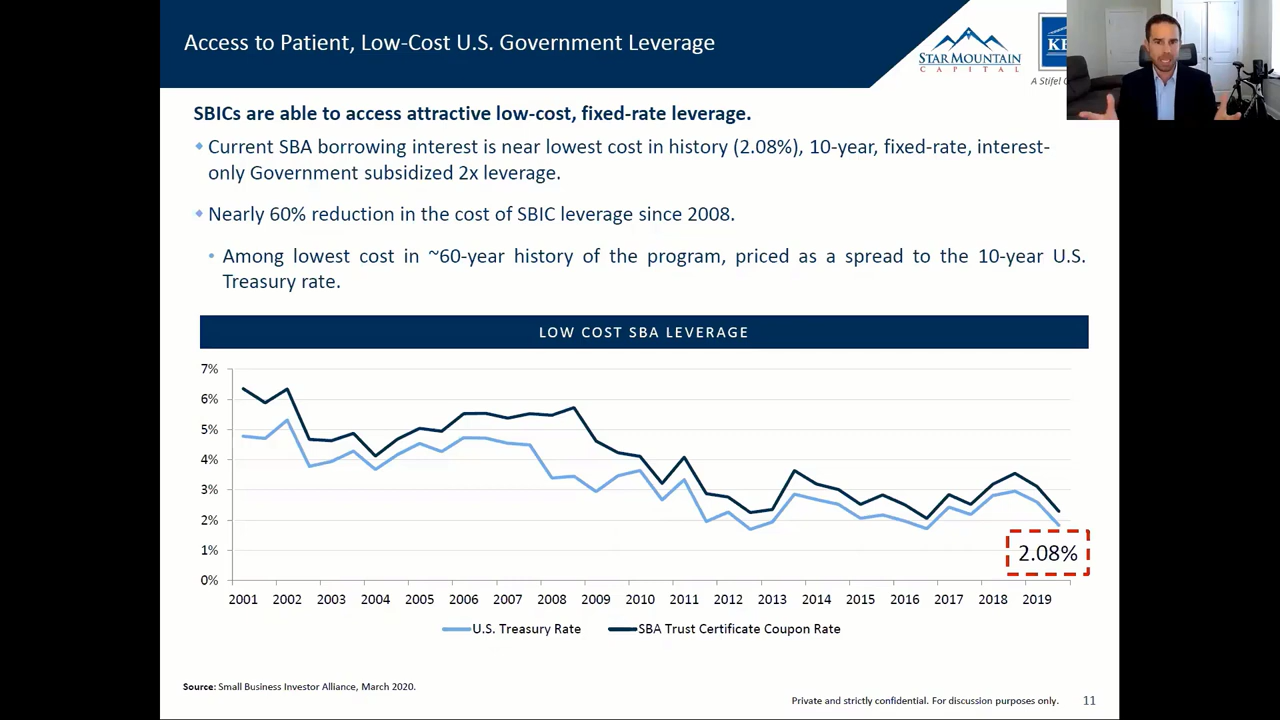 Access to Patient, Low-Cost U.S. Government Leverage
STAR MOUNTAIN
CAPITAL
A Stifel
SBICs are able to access attractive low-cost, fixed-rate leverage.
Current SBA borrowing interest is near lowest cost in history (2.08%), 10-year, fixed-rate, interest-
only Government subsidized 2x leverage.
Nearly 60% reduction in the cost of SBIC leverage since 2008.
Among lowest cost in ~60-year history of the program, priced as a spread to the 10-year U.S.
Treasury rate.
LOW COST SBA LEVERAGE
7%
6%
5%
4%
3%
2%
1%
0%
2.08%
2001 2002 2003 2004 2005 2006 2007 2008 2009 2010 2011 2012 2013 2014 2015 2016 2017 2018 2019
U.S. Treasury Rate SBA Trust Certificate Coupon Rate
Source: Small Business Investor Alliance, March 2020.
Private and strictly confidential. For discussion purposes only. 11